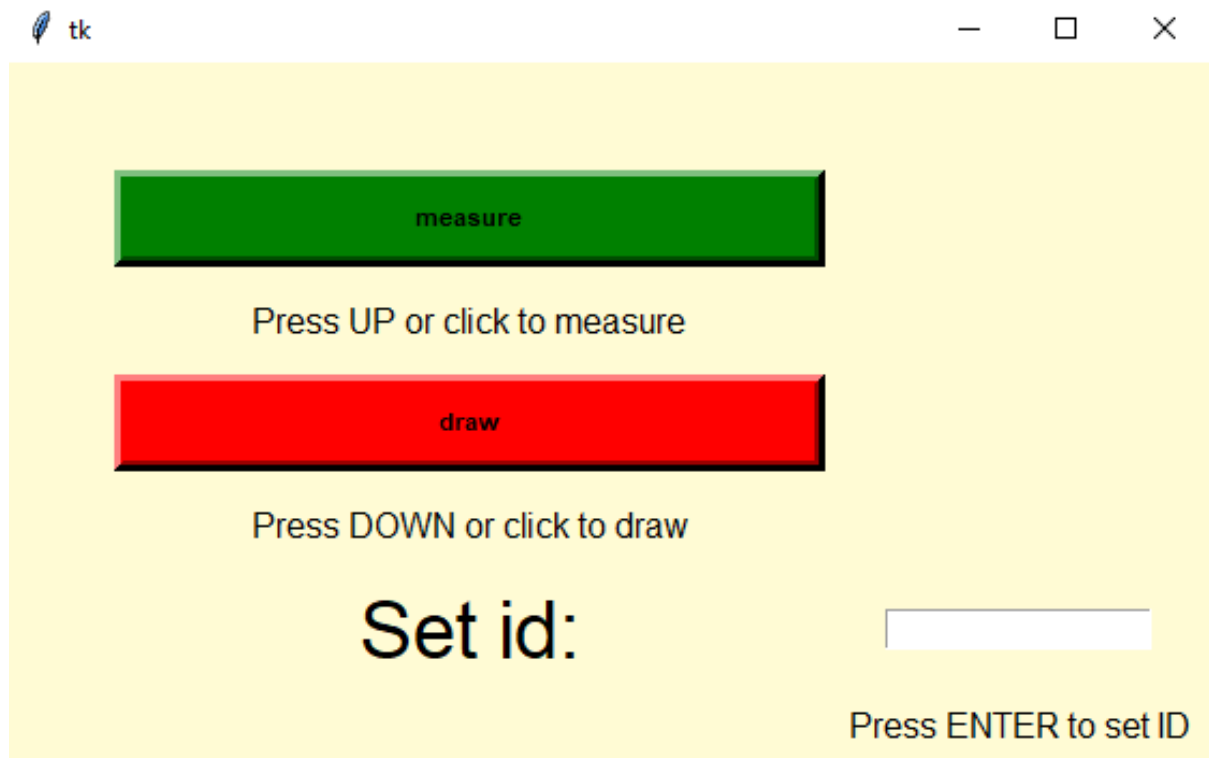 tk
measure
Press UP or click to measure
draw
Press DOWN or click to draw
Set id:
Press ENTER to set ID